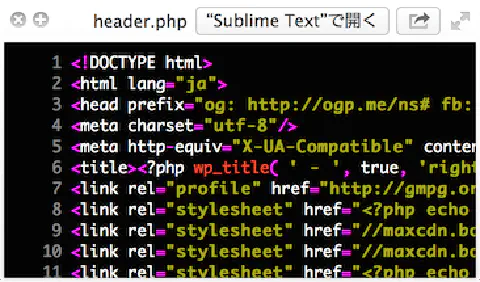 header.php "Sublime Text"で開く
1 <!DOCTYPE html>
2 <html lang="ja">
3 <head prefix="og: http://ogp.me/ns# fb:
4 <meta charset="utf-8"/>
5 <meta http-equiv="X-UA-Compatible" conten
6 <title><?php wp_title( ' - ', true, 'right
7 <link rel="profile" href="http://gmpg.or
8 <link rel="stylesheet" href="<?php echo
9 <link rel="stylesheet" href="//maxcdn.bo
10 <link rel="stylesheet" href="//maxcdn.bo
11 <link rel="stylesheet" href="<?php echo